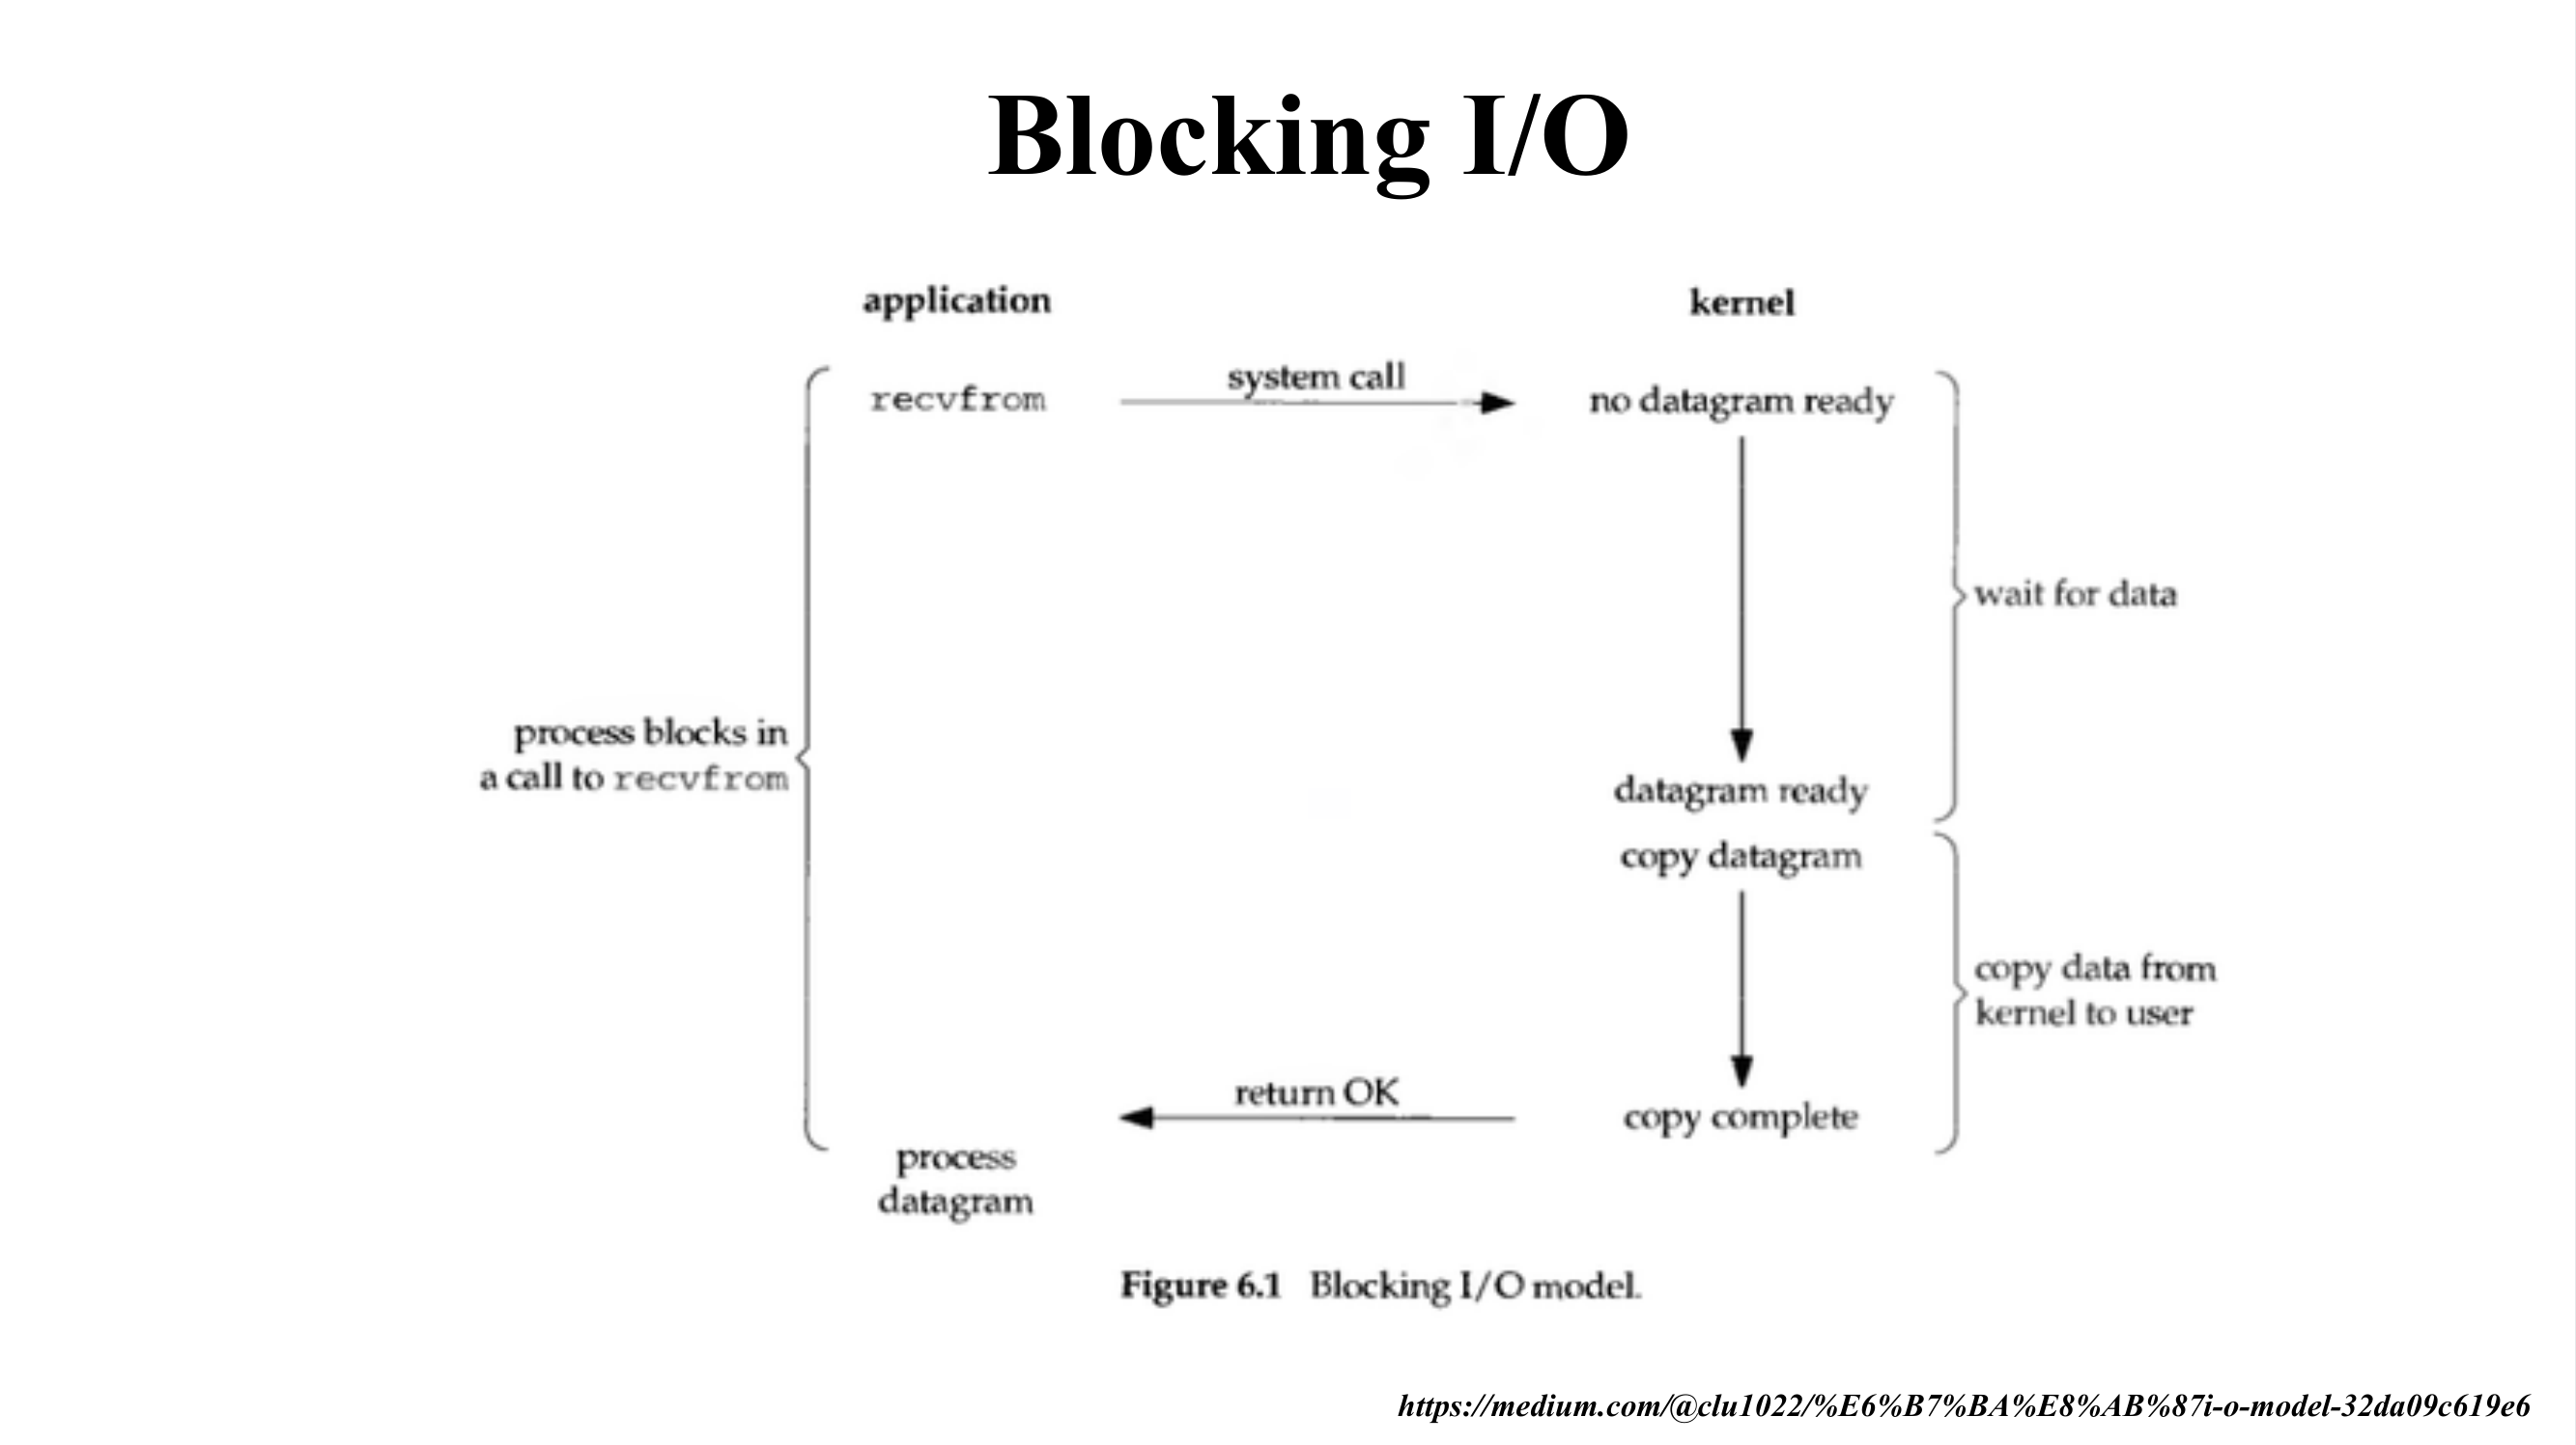 Blocking I/O
application
kernel
recvfrom
system call
no datagram ready
wait for data
process blocks in
a call to recvfrom
datagram ready
copy datagram
copy data from
kernel to user
return OK
copy complete
process
datagram
Figure 6.1 Blocking I/O model.
https://medium.com/@clu1022/%E6%B7%BA%E8%AB%87i-o-model-32da09c619e6